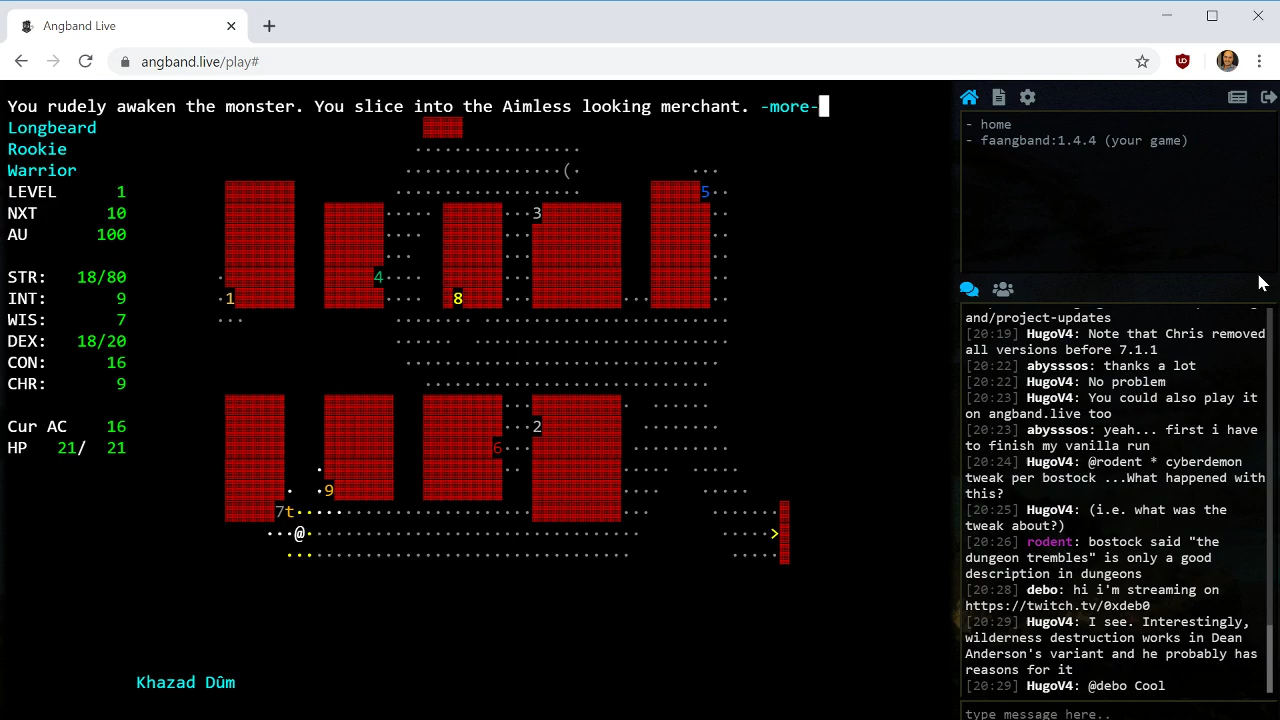 Angband Live
angband.live/play#
You rudely awaken the monster. You slice into the Aimless looking merchant. -more-
Longbeard
Rookie
Warrior
LEVEL 1
NXT 10
AU 100
STR: 18/80
INT: 9
WIS: 7
DEX: 18/20
CON: 16
CHR: 9
Cur AC 16
HP 21/ 21
(
5
3
4
1
8
2
6
9
7t
@
>
Khazad Dûm
- home
- faangband:1.4.4 (your game)
and/project-updates
[20:19] HugoV4: Note that Chris removed
all versions before 7.1.1
[20:22] abysssos: thanks a lot
[20:22] HugoV4: No problem
[20:23] HugoV4: You could also play it
on angband.live too
[20:23] abysssos: yeah... first i have
to finish my vanilla run
[20:24] HugoV4: @rodent * cyberdemon
tweak per bostock ...What happened with
this?
[20:25] HugoV4: (i.e. what was the
tweak about?)
[20:26] rodent: bostock said "the
dungeon trembles" is only a good
description in dungeons
[20:28] debo: hi i'm streaming on
https://twitch.tv/0xdeb0
[20:29] HugoV4: I see. Interestingly,
wilderness destruction works in Dean
Anderson's variant and he probably has
reasons for it
[20:29] HugoV4: @debo Cool
type message here..